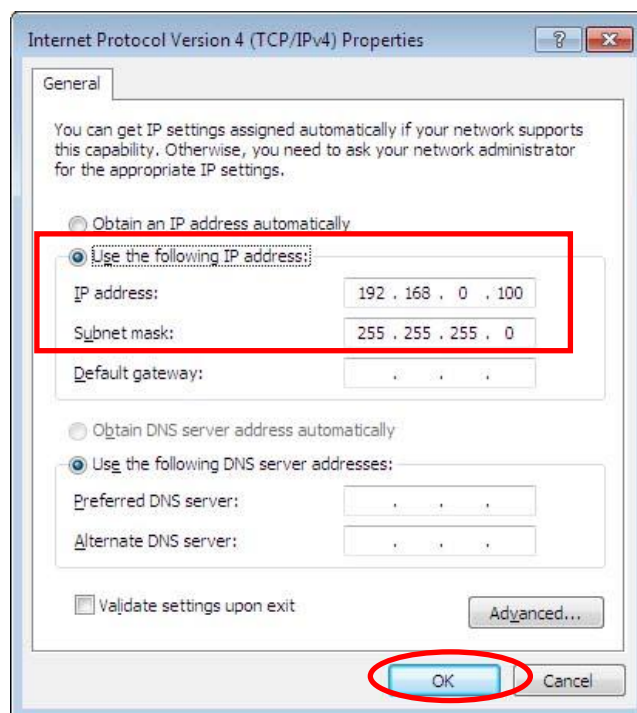 Internet Protocol Version 4 (TCP/IPv4) Properties
General
You can get IP settings assigned automatically if your network supports
this capability. Otherwise, you need to ask your network administrator
for the appropriate IP settings.
Obtain an IP address automatically
Use the following IP address:
IP address: 192 . 168 . 0 . 100
Subnet mask: 255 . 255 . 255 . 0
Default gateway: . . .
Obtain DNS server address automatically
Use the following DNS server addresses:
Preferred DNS server: . . .
Alternate DNS server: . . .
Validate settings upon exit
Advanced...
OK Cancel